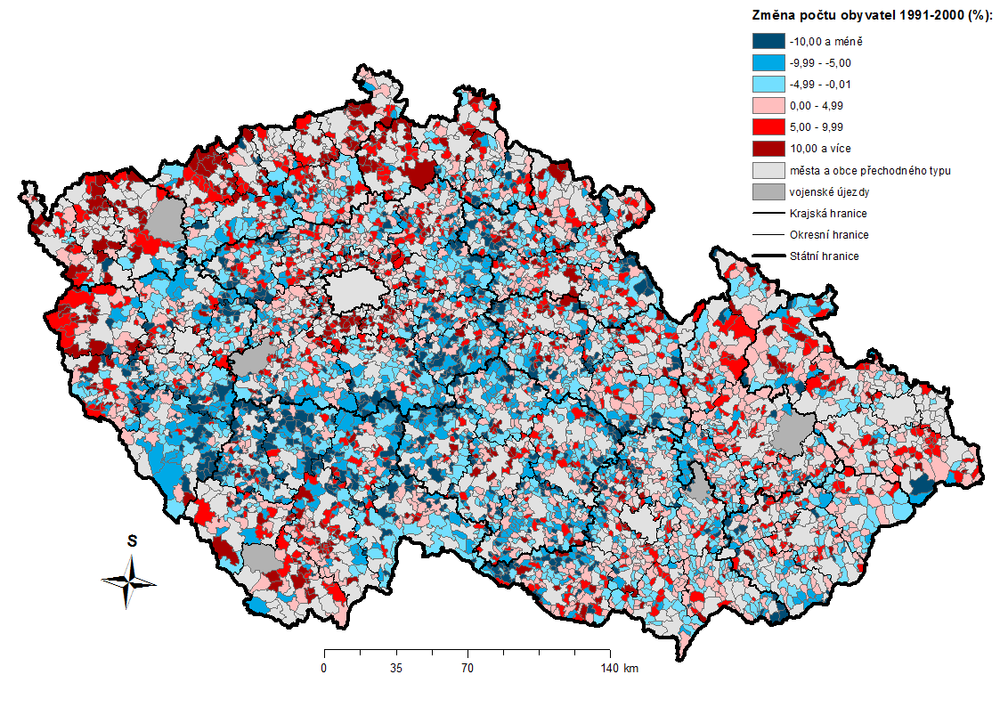 Změna počtu obyvatel 1991-2000 (%):
-10,00 a méně
-9,99 - -5,00
-4,99 - -0,01
0,00 - 4,99
5,00 - 9,99
10,00 a více
města a obce přechodného typu
vojenské újezdy
Krajská hranice
Okresní hranice
Státní hranice
S
0 35 70 140 km